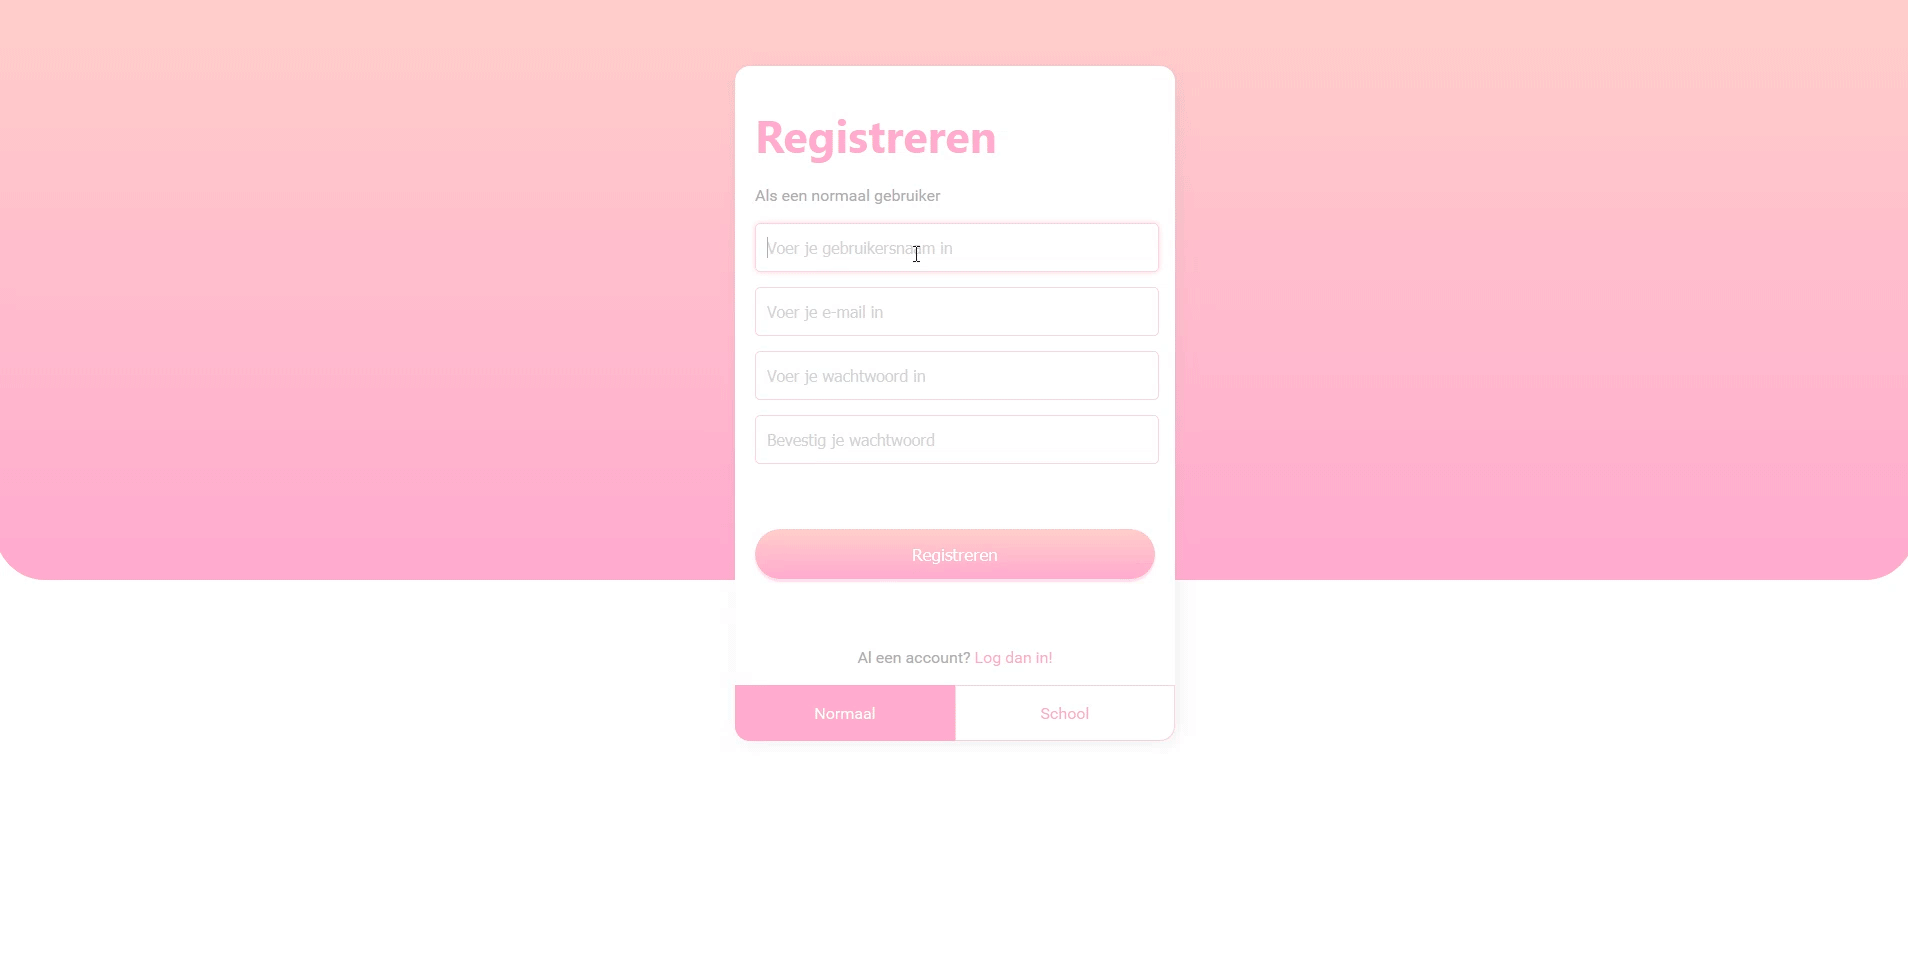 Registreren
Als een normaal gebruiker
Voer je gebruikersnaam in
Voer je e-mail in
Voer je wachtwoord in
Bevestig je wachtwoord
Registreren
Al een account? Log dan in!
Normaal
School